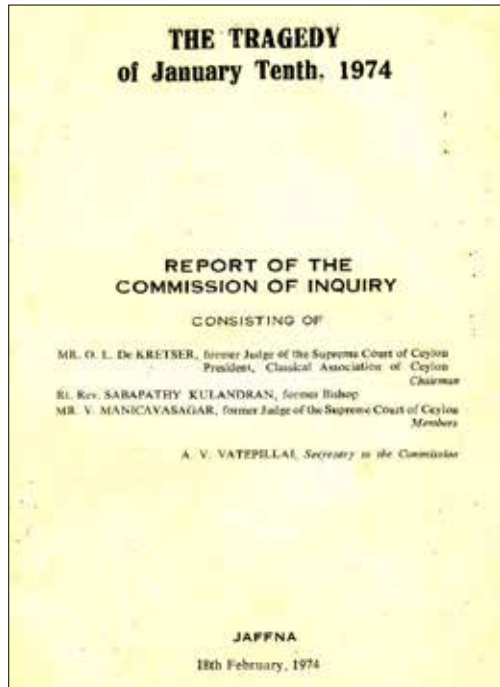 THE TRAGEDY
of January Tenth, 1974
REPORT OF THE
COMMISSION OF INQUIRY
CONSISTING OF
MR. O. L. De KRETSER, former Judge of the Supreme Court of Ceylon
President, Classical Association of Ceylon
Chairman
Rt. Rev. SABAPATHY KULANDRAN, former Bishop
MR. V. MANICAVASAGAR, former Judge of the Supreme Court of Ceylon
Members
A. V. VATEPILLAI, Secretary to the Commission
JAFFNA
18th February, 1974